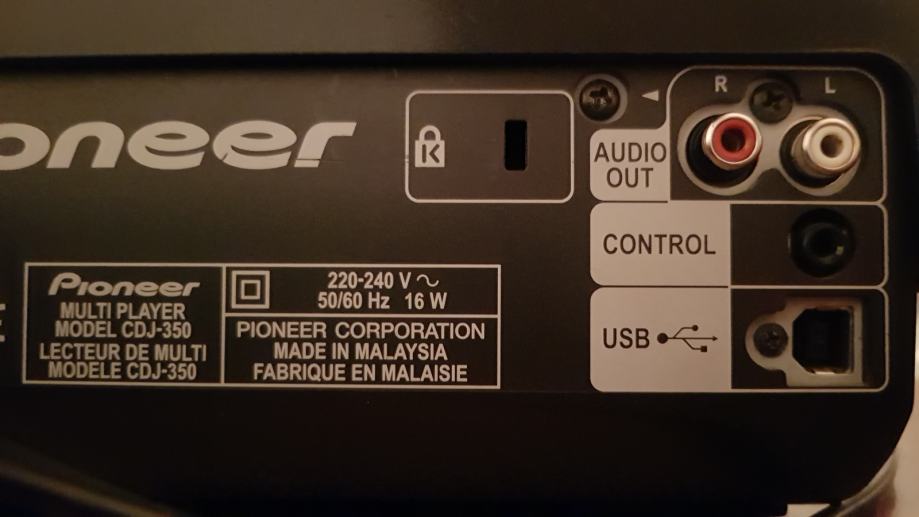 oneer
R
L
AUDIO
OUT
CONTROL
USB
Pioneer
MULTI PLAYER
MODEL CDJ-350
LECTEUR DE MULTI
MODELE CDJ-350
220-240 V ~
50/60 Hz 16 W
PIONEER CORPORATION
MADE IN MALAYSIA
FABRIQUE EN MALAISIE